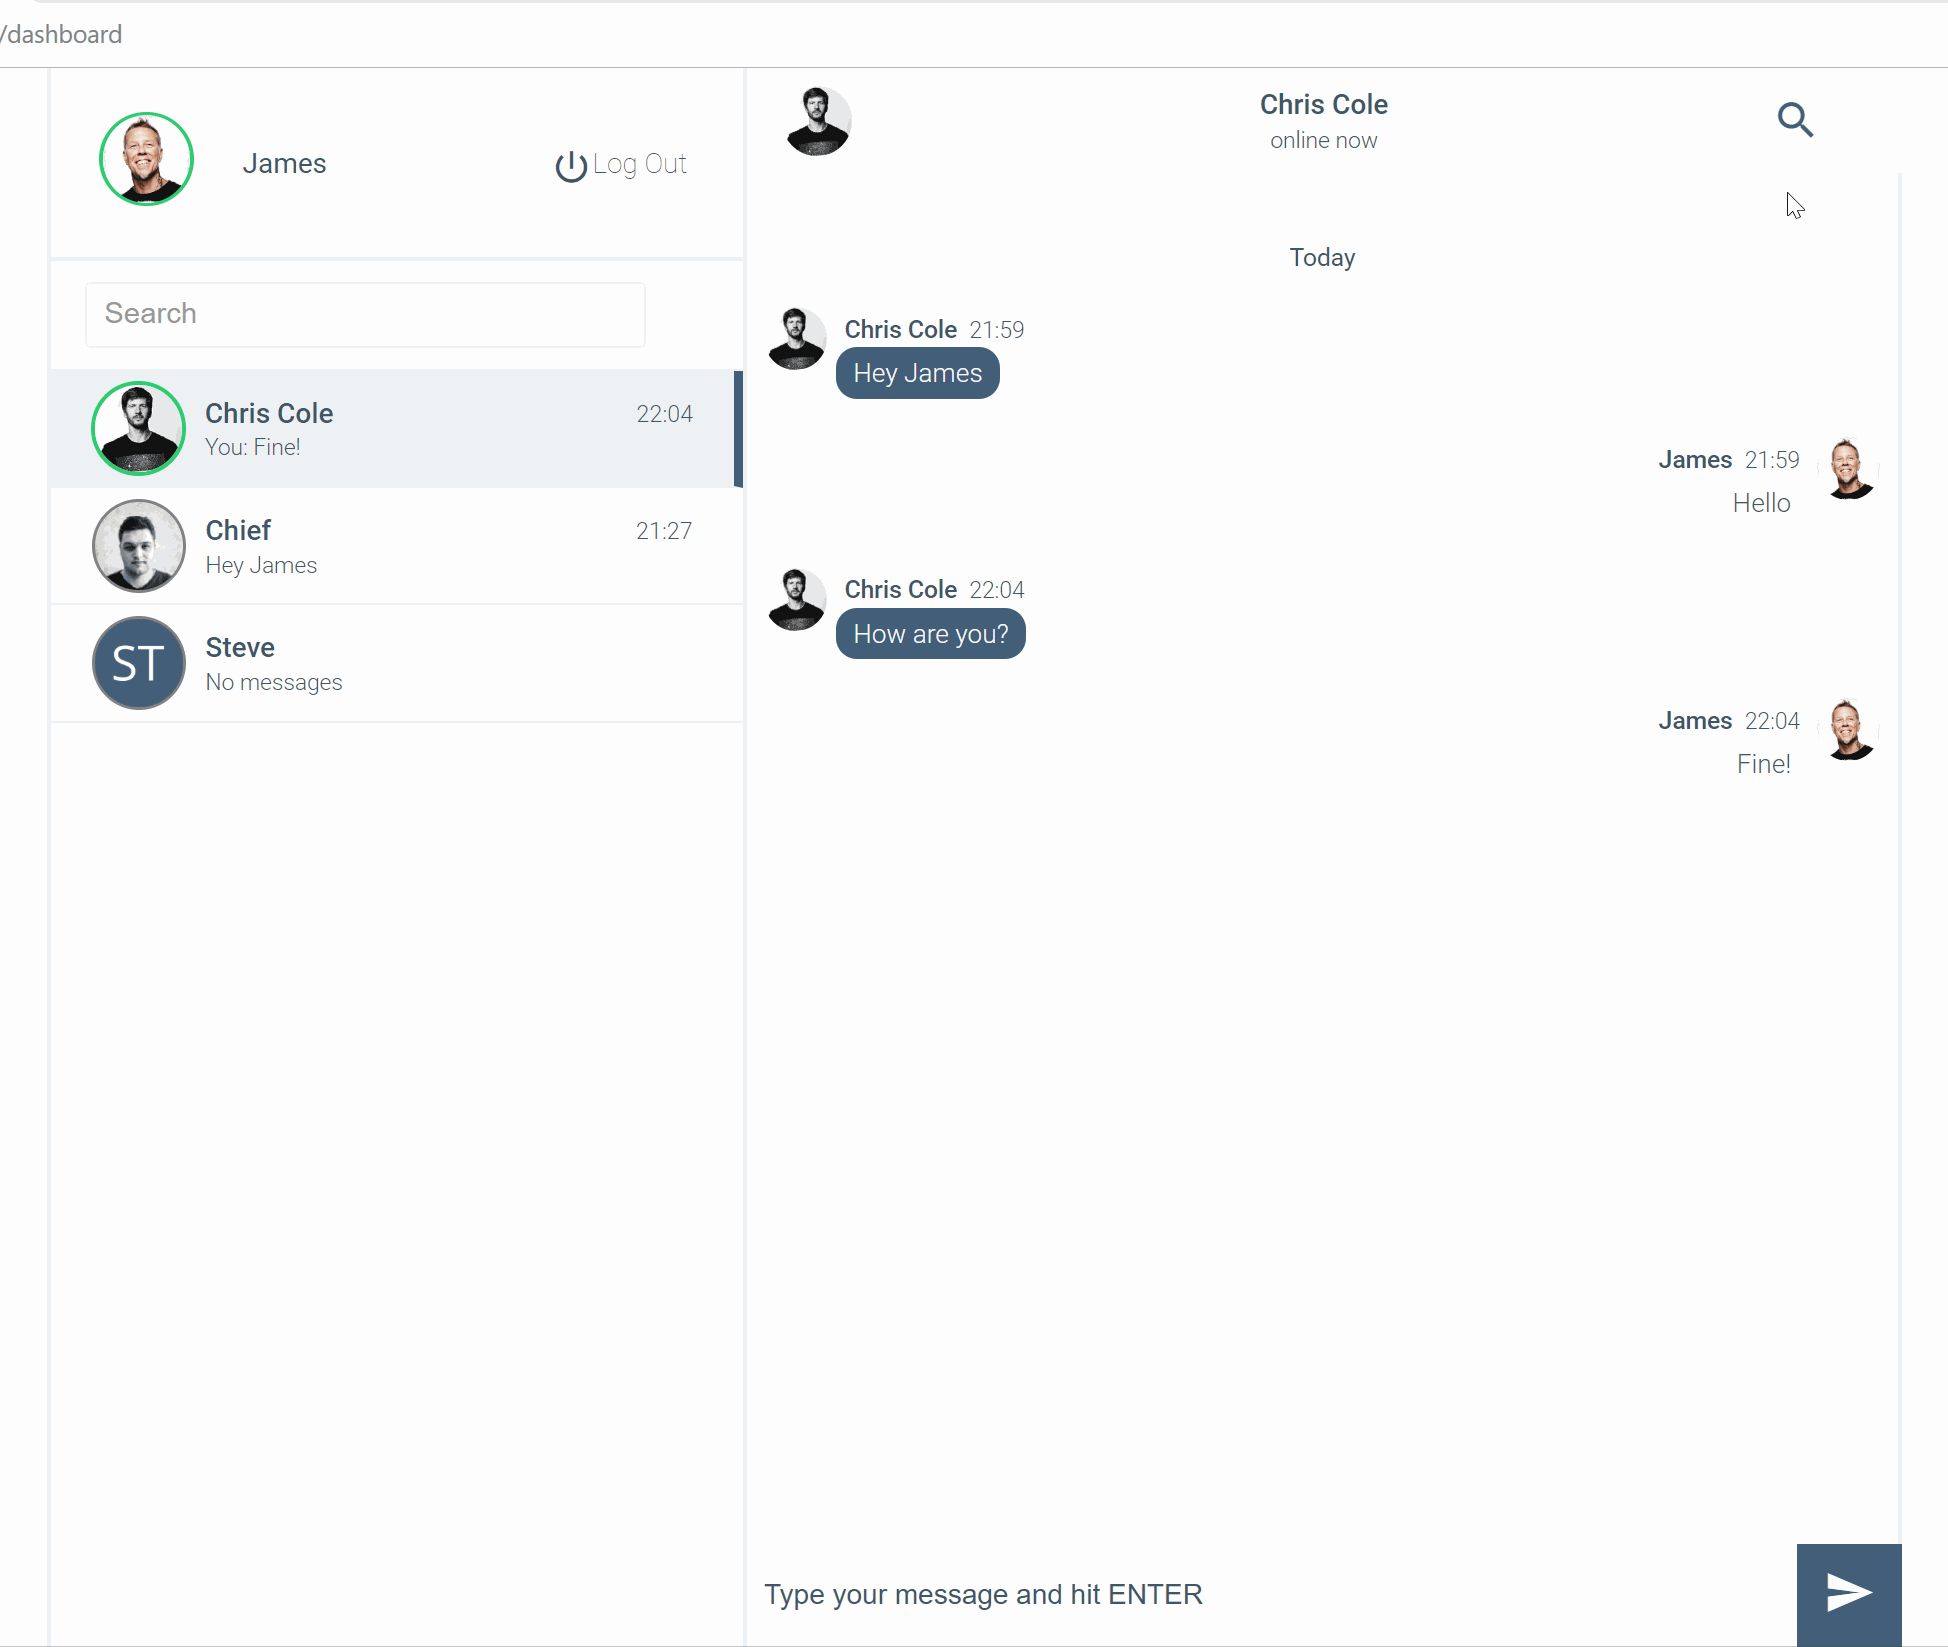 /dashboard
James
Log Out
Search
Chris Cole 22:04
You: Fine!
Chief 21:27
Hey James
ST
Steve
No messages
Chris Cole
online now
Today
Chris Cole 21:59
Hey James
James 21:59
Hello
Chris Cole 22:04
How are you?
James 22:04
Fine!
Type your message and hit ENTER